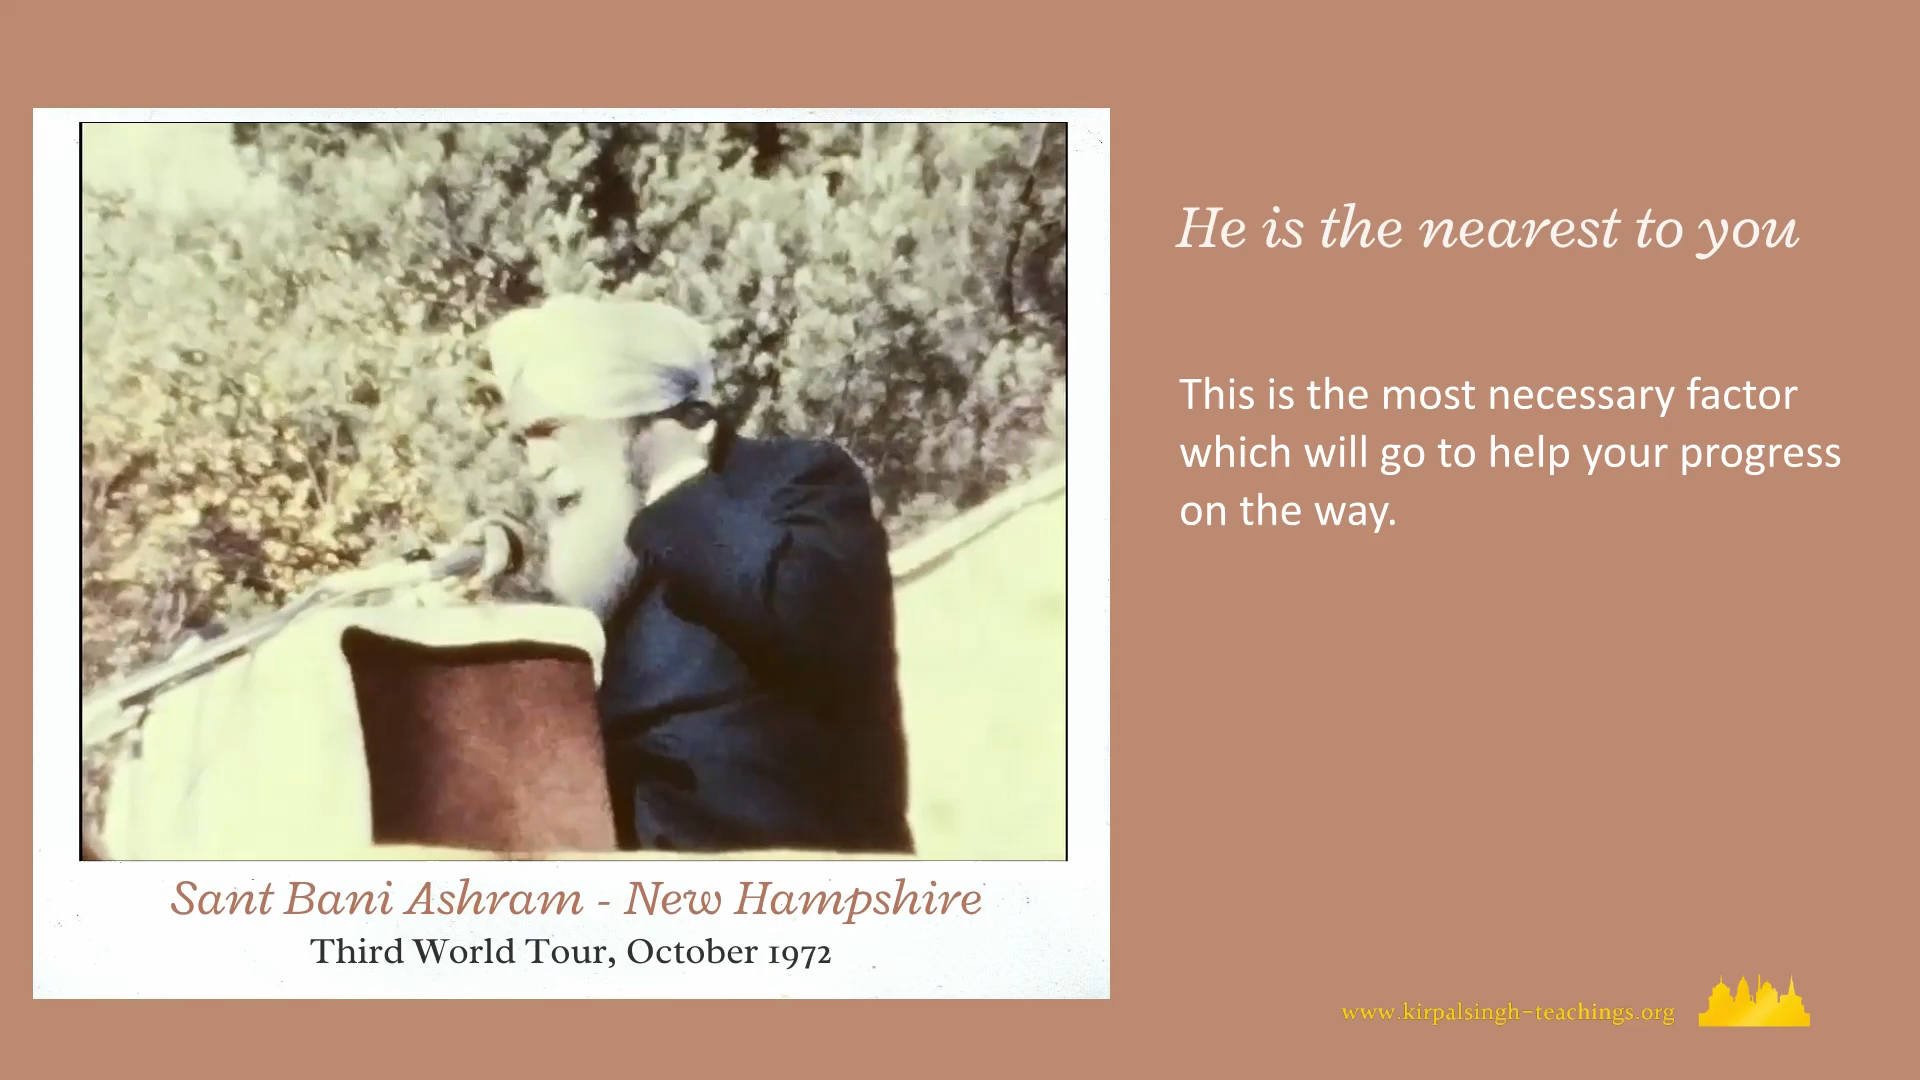 He is the nearest to you
This is the most necessary factor
which will go to help your progress
on the way.
Sant Bani Ashram - New Hampshire
Third World Tour, October 1972
www.kirpalsingh-teachings.org